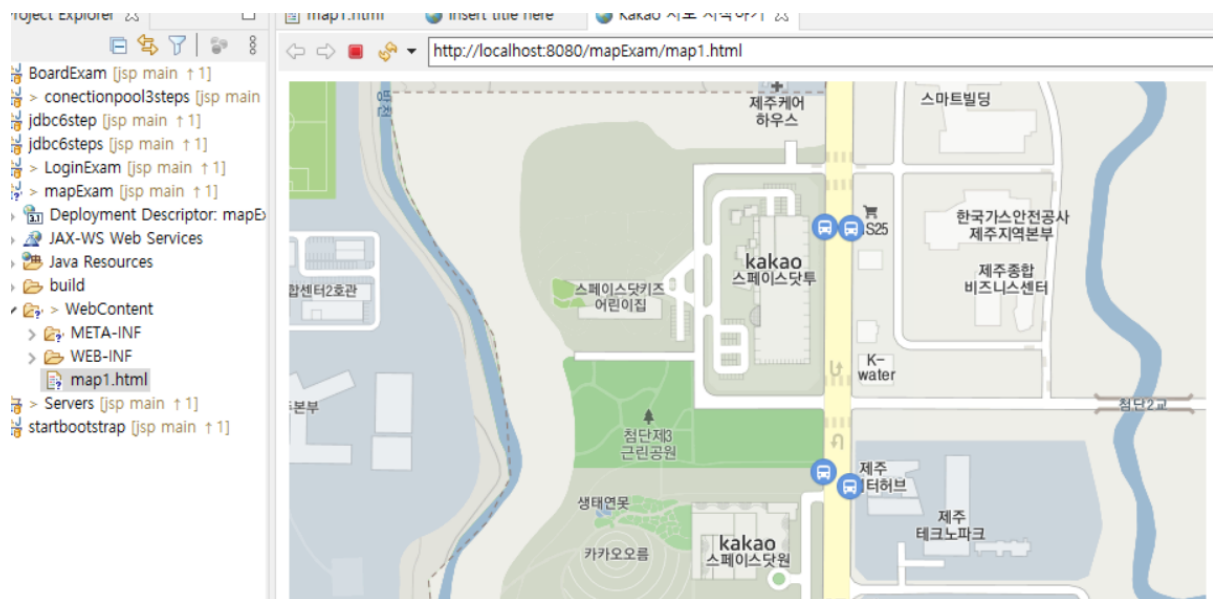 Project Explorer
map1.html
Insert title here
Kakao 지도 시작하기
http://localhost:8080/mapExam/map1.html
BoardExam [jsp main ↑ 1]
> conectionpool3steps [jsp main
jdbc6step [jsp main ↑ 1]
jdbc6steps [jsp main ↑ 1]
> LoginExam [jsp main ↑ 1]
> mapExam [jsp main ↑ 1]
Deployment Descriptor: mapEx
JAX-WS Web Services
Java Resources
build
> WebContent
META-INF
WEB-INF
map1.html
> Servers [jsp main ↑ 1]
startbootstrap [jsp main ↑ 1]
제주케어
하우스
스마트빌딩
S25
한국가스안전공사
제주지역본부
kakao
스페이스닷투
제주종합
비즈니스센터
합센터2호관
스페이스닷키즈
어린이집
K-
water
본부
첨단2교
첨단제3
근린공원
제주
터허브
생태연못
제주
테크노파크
kakao
스페이스닷원
카카오오름